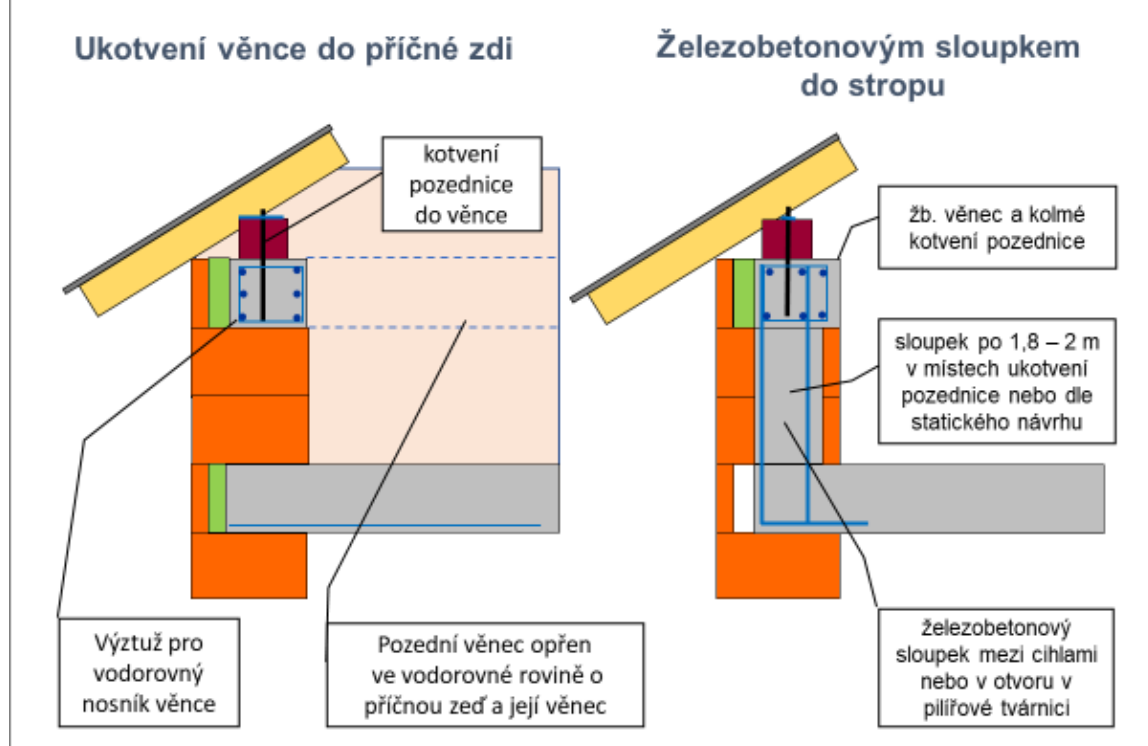 Ukotvení věnce do příčné zdi
kotvení
pozednice
do věnce
Výztuž pro
vodorovný
nosník věnce
Pozední věnec opřen
ve vodorovné rovině o
příčnou zeď a její věnec
Železobetonovým sloupkem
do stropu
žb. věnec a kolmé
kotvení pozednice
sloupek po 1,8 – 2 m
v místech ukotvení
pozednice nebo dle
statického návrhu
železobetonový
sloupek mezi cihlami
nebo v otvoru v
pilířové tvárnici